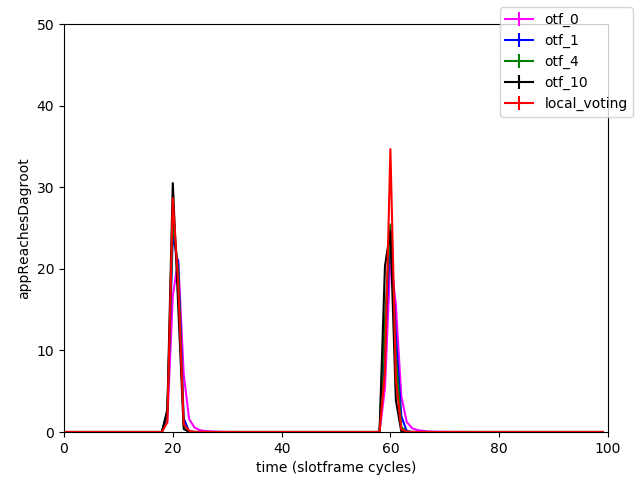 otf_0
otf_1
otf_4
otf_10
local_voting
50
40
30
20
10
0
appReachesDagroot
0 20 40 60 80 100
time (slotframe cycles)